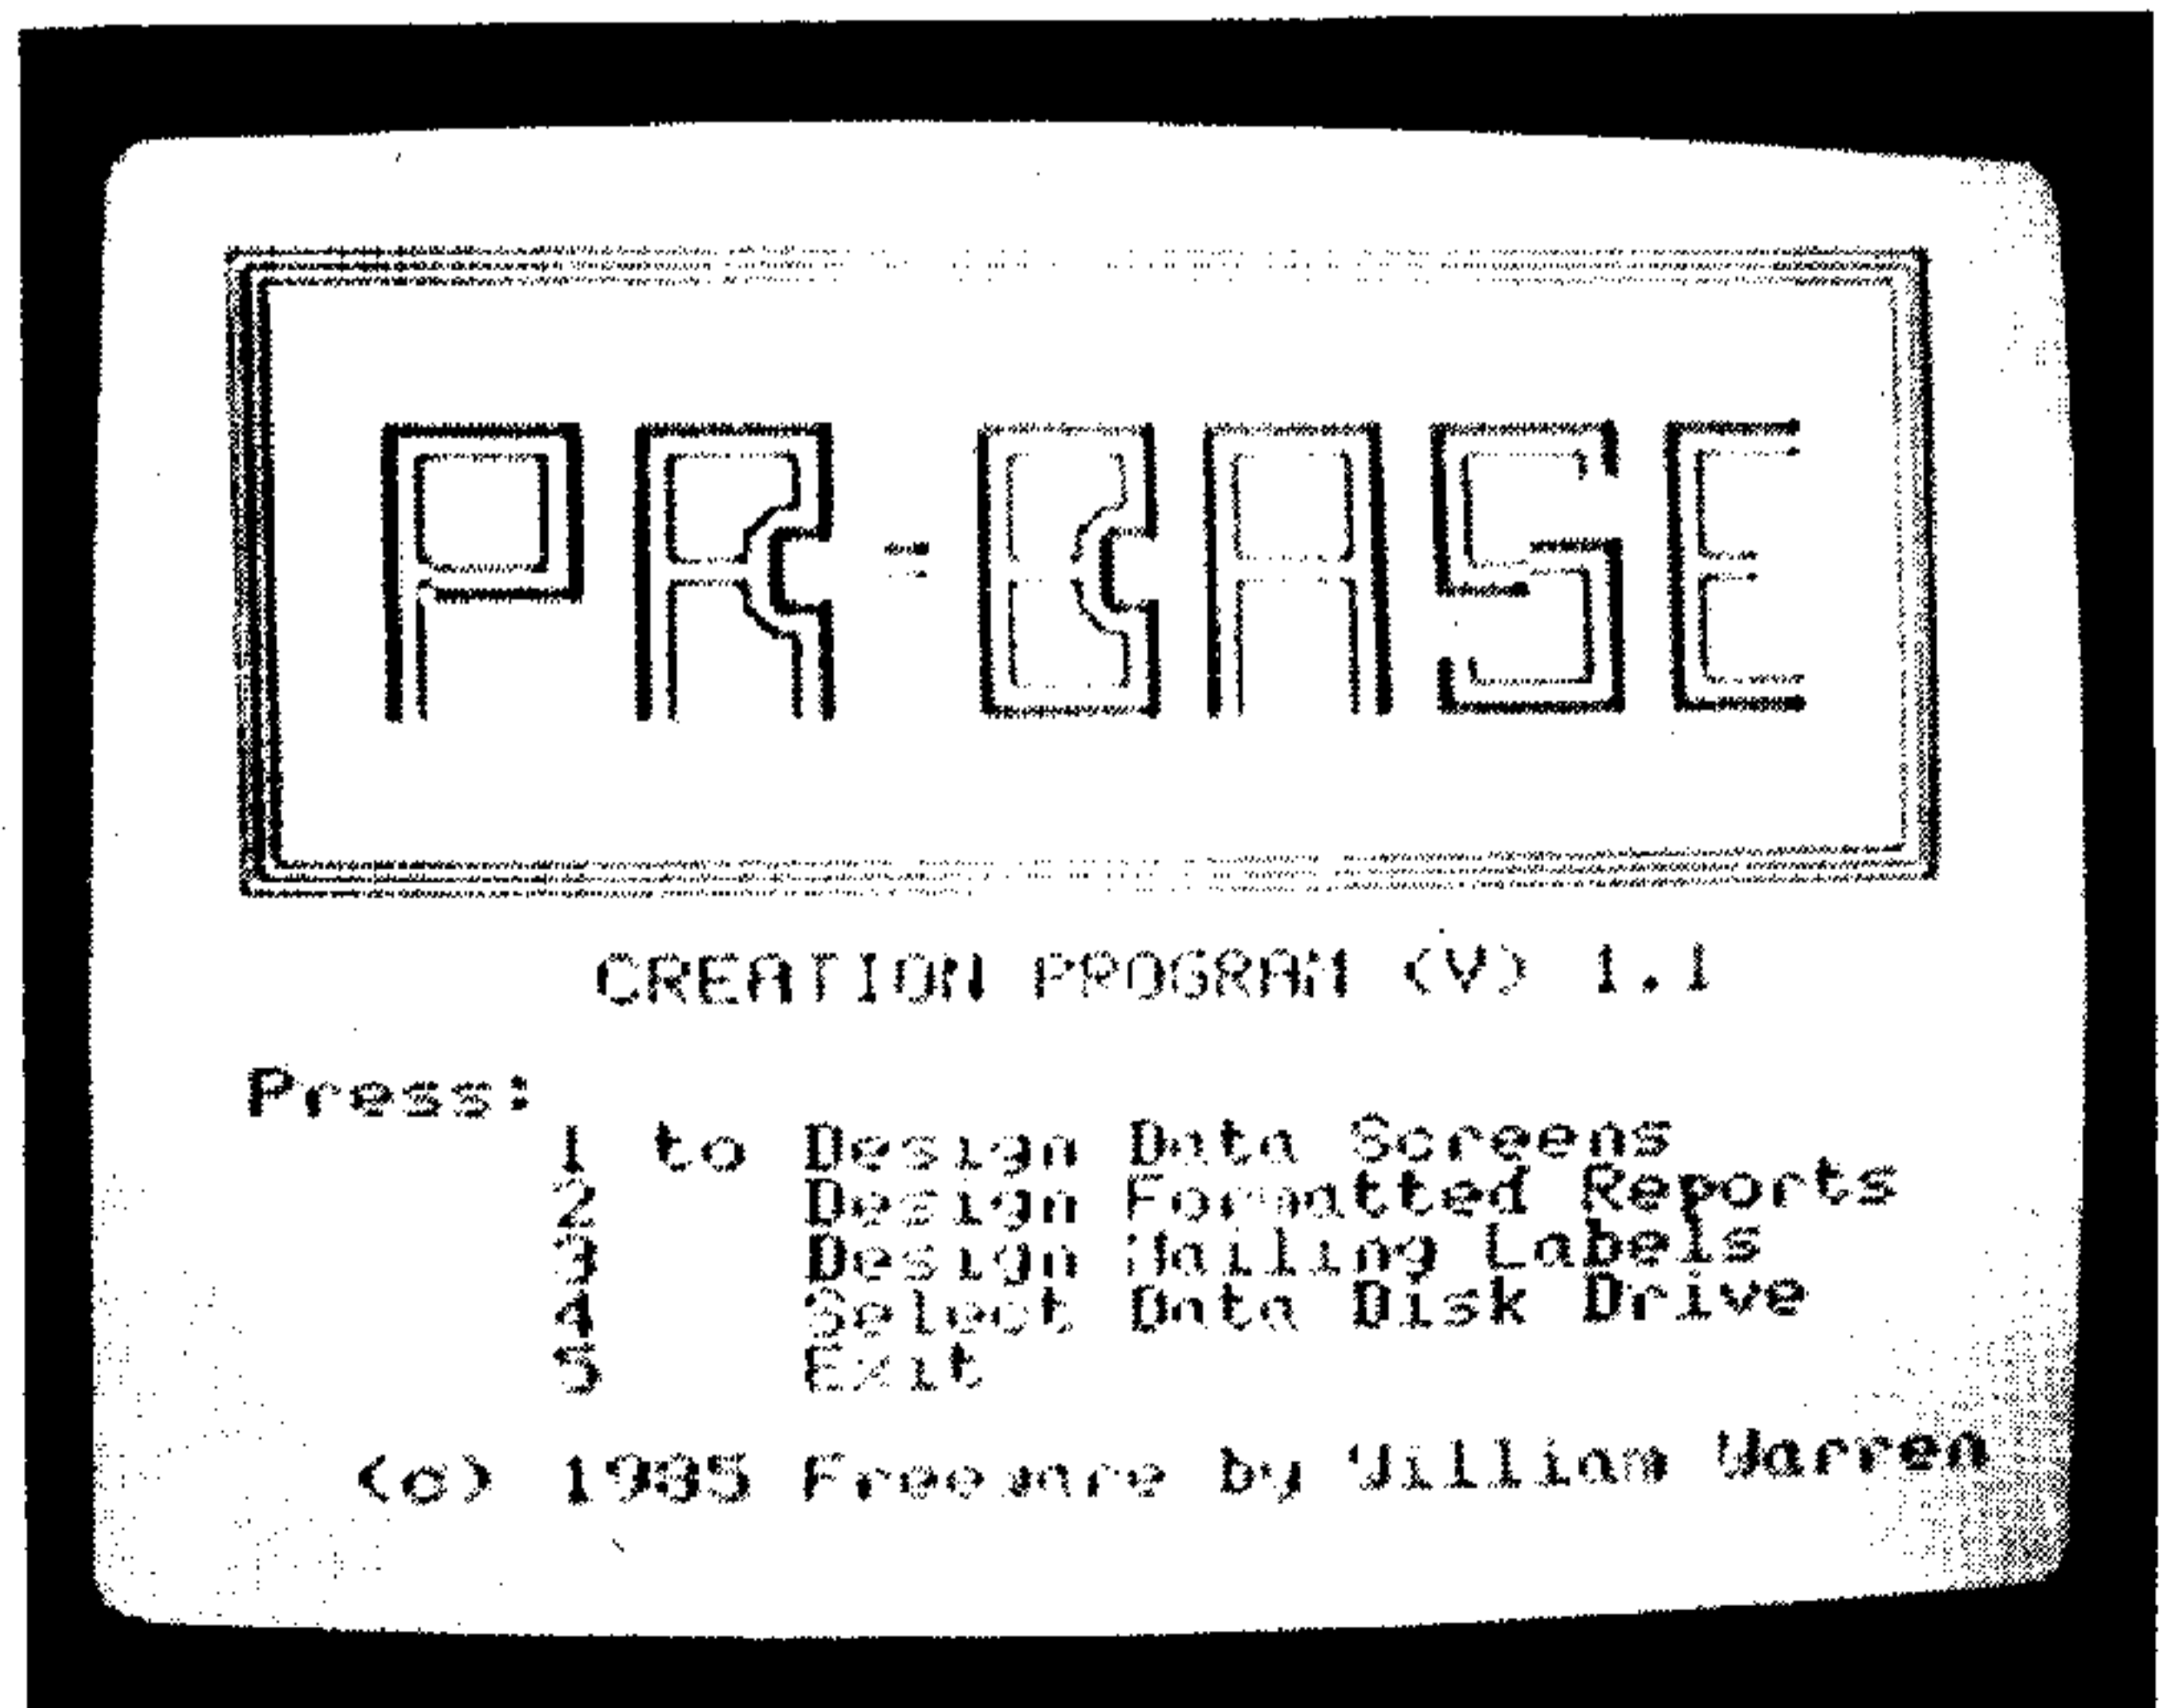 PR-BASE
CREATION PROGRAM (V) 1.1
Press:
1 to Design Data Screens
2 Design Formatted Reports
3 Design Mailing Labels
4 Select Data Disk Drive
5 Exit
(c) 1985 Freeware by William Warren